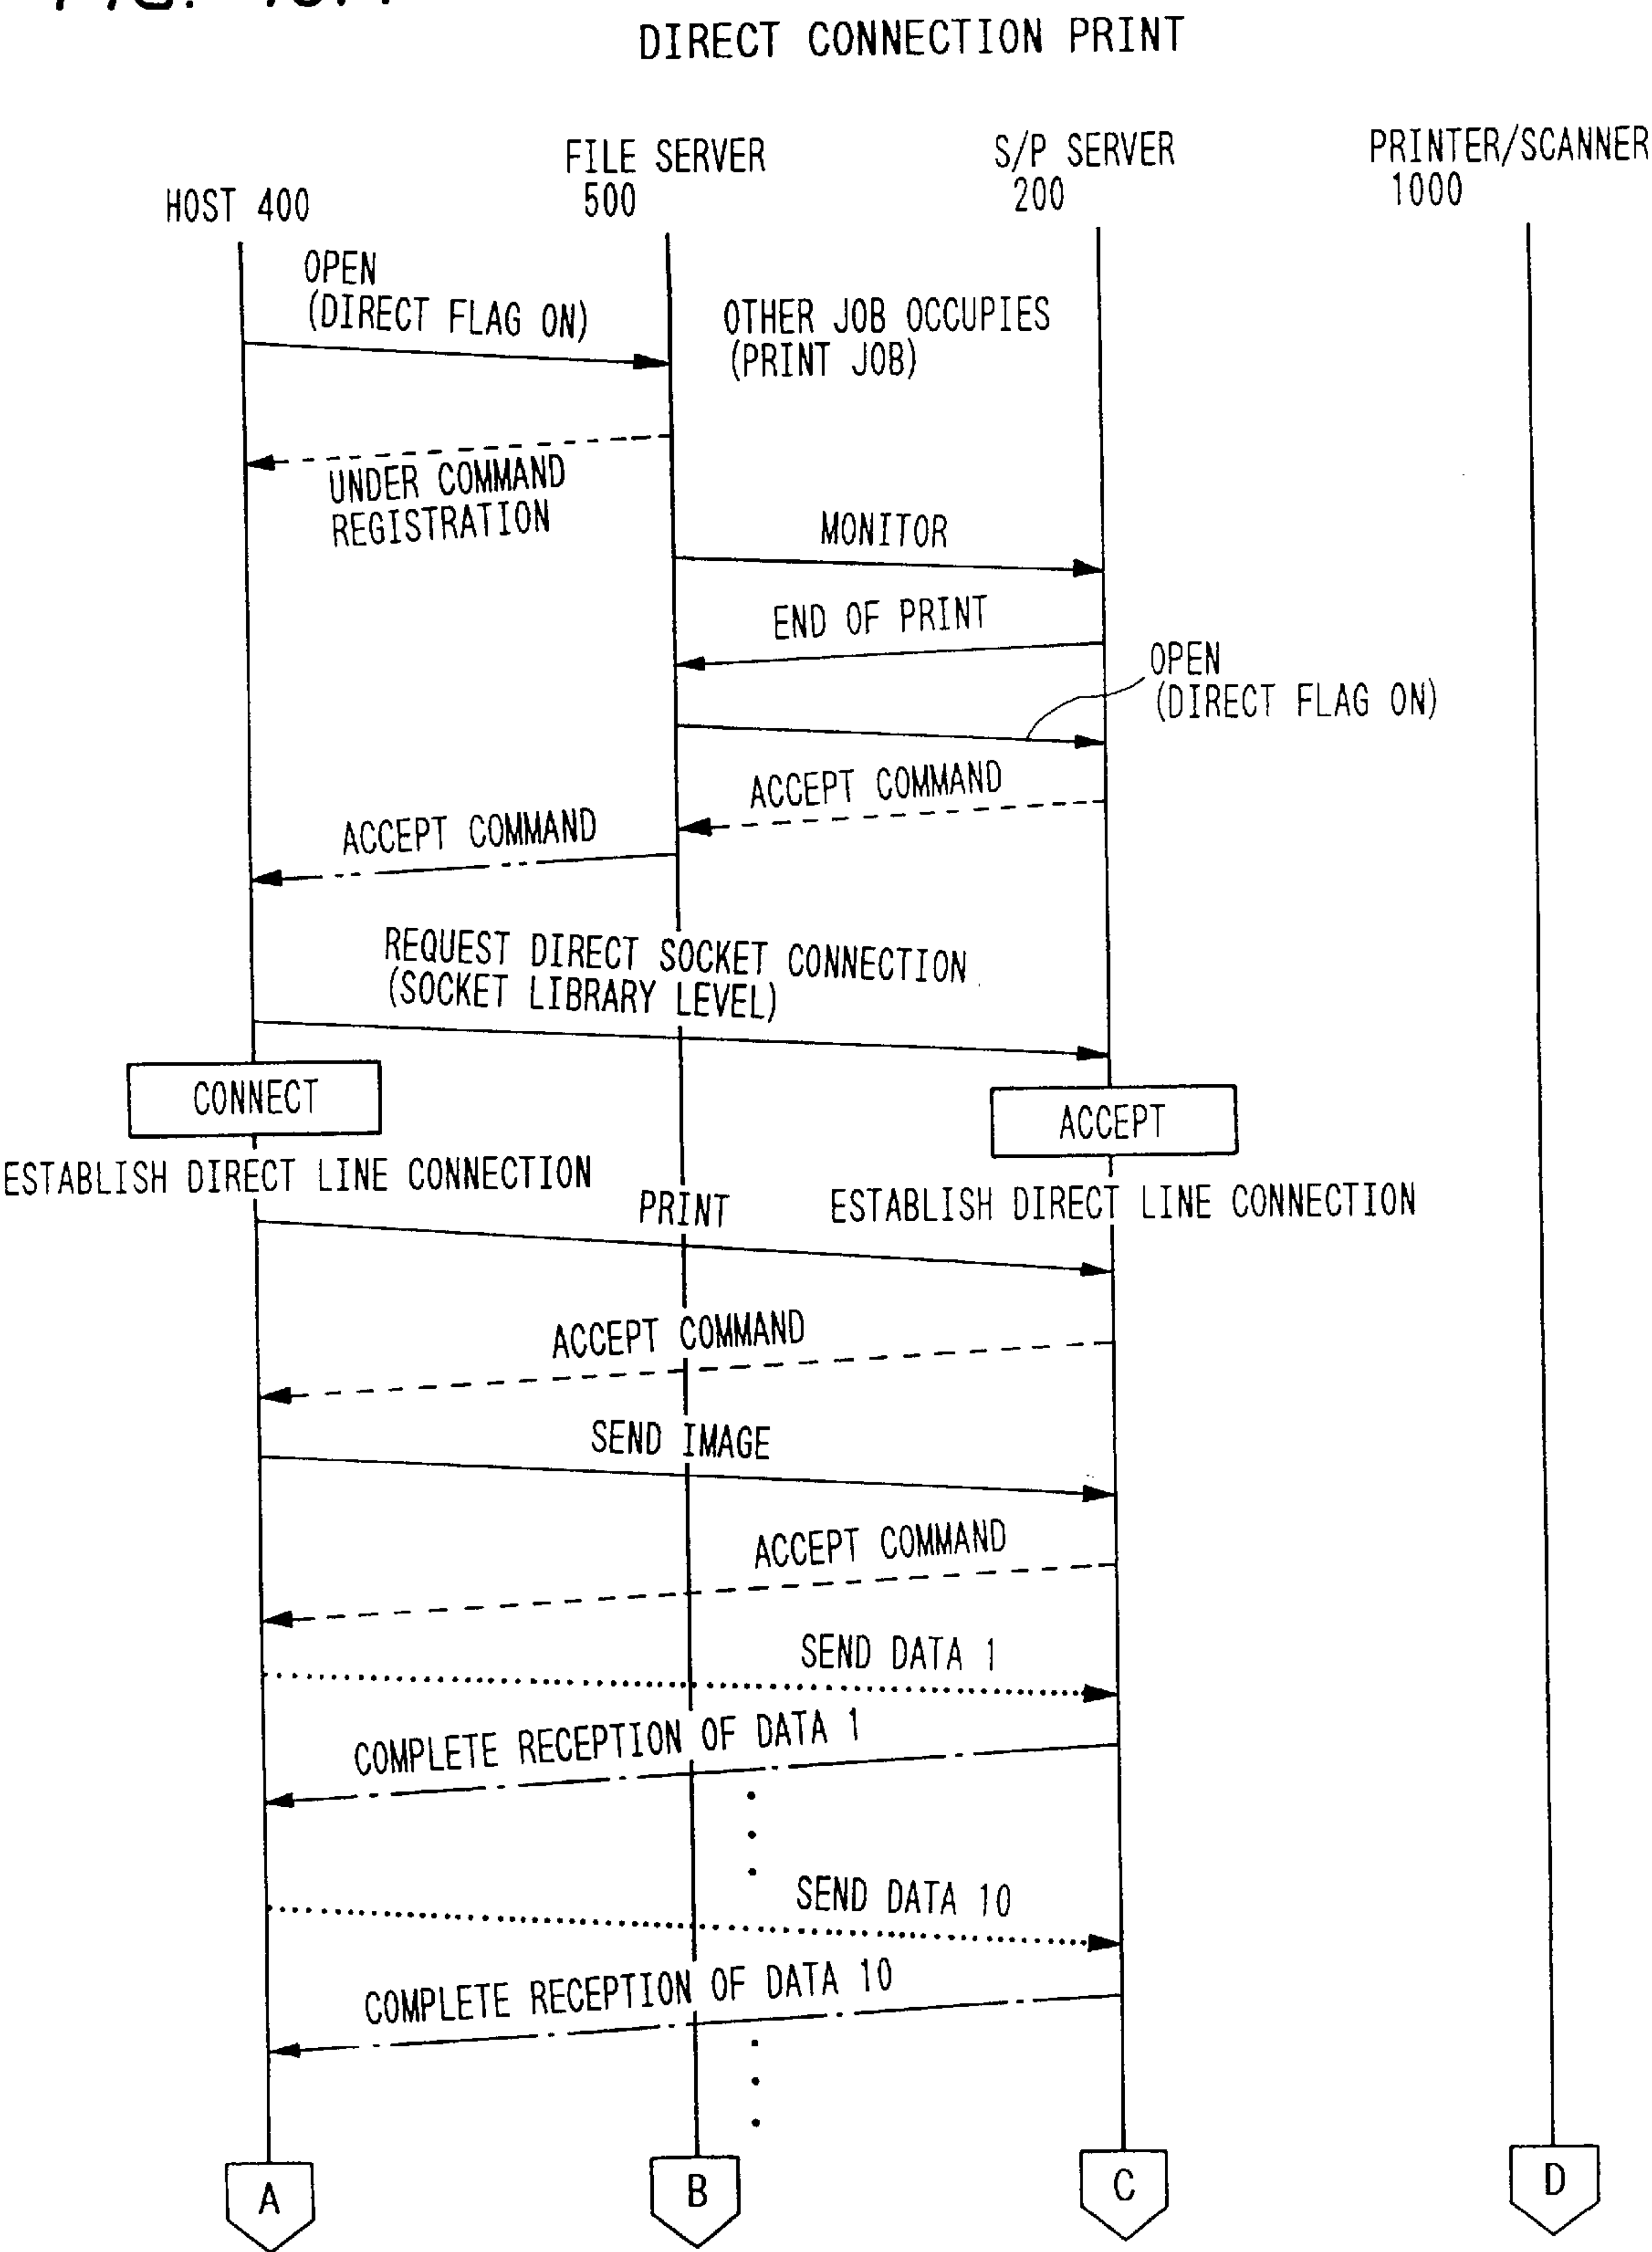 DIRECT CONNECTION PRINT
HOST 400
FILE SERVER
500
S/P SERVER
200
PRINTER/SCANNER
1000
OPEN
(DIRECT FLAG ON)
OTHER JOB OCCUPIES
(PRINT JOB)
UNDER COMMAND
REGISTRATION
MONITOR
END OF PRINT
OPEN
(DIRECT FLAG ON)
ACCEPT COMMAND
ACCEPT COMMAND
REQUEST DIRECT SOCKET CONNECTION
(SOCKET LIBRARY LEVEL)
CONNECT
ACCEPT
ESTABLISH DIRECT LINE CONNECTION
PRINT
ESTABLISH DIRECT LINE CONNECTION
ACCEPT COMMAND
SEND IMAGE
ACCEPT COMMAND
SEND DATA 1
COMPLETE RECEPTION OF DATA 1
SEND DATA 10
COMPLETE RECEPTION OF DATA 10
A
B
C
D